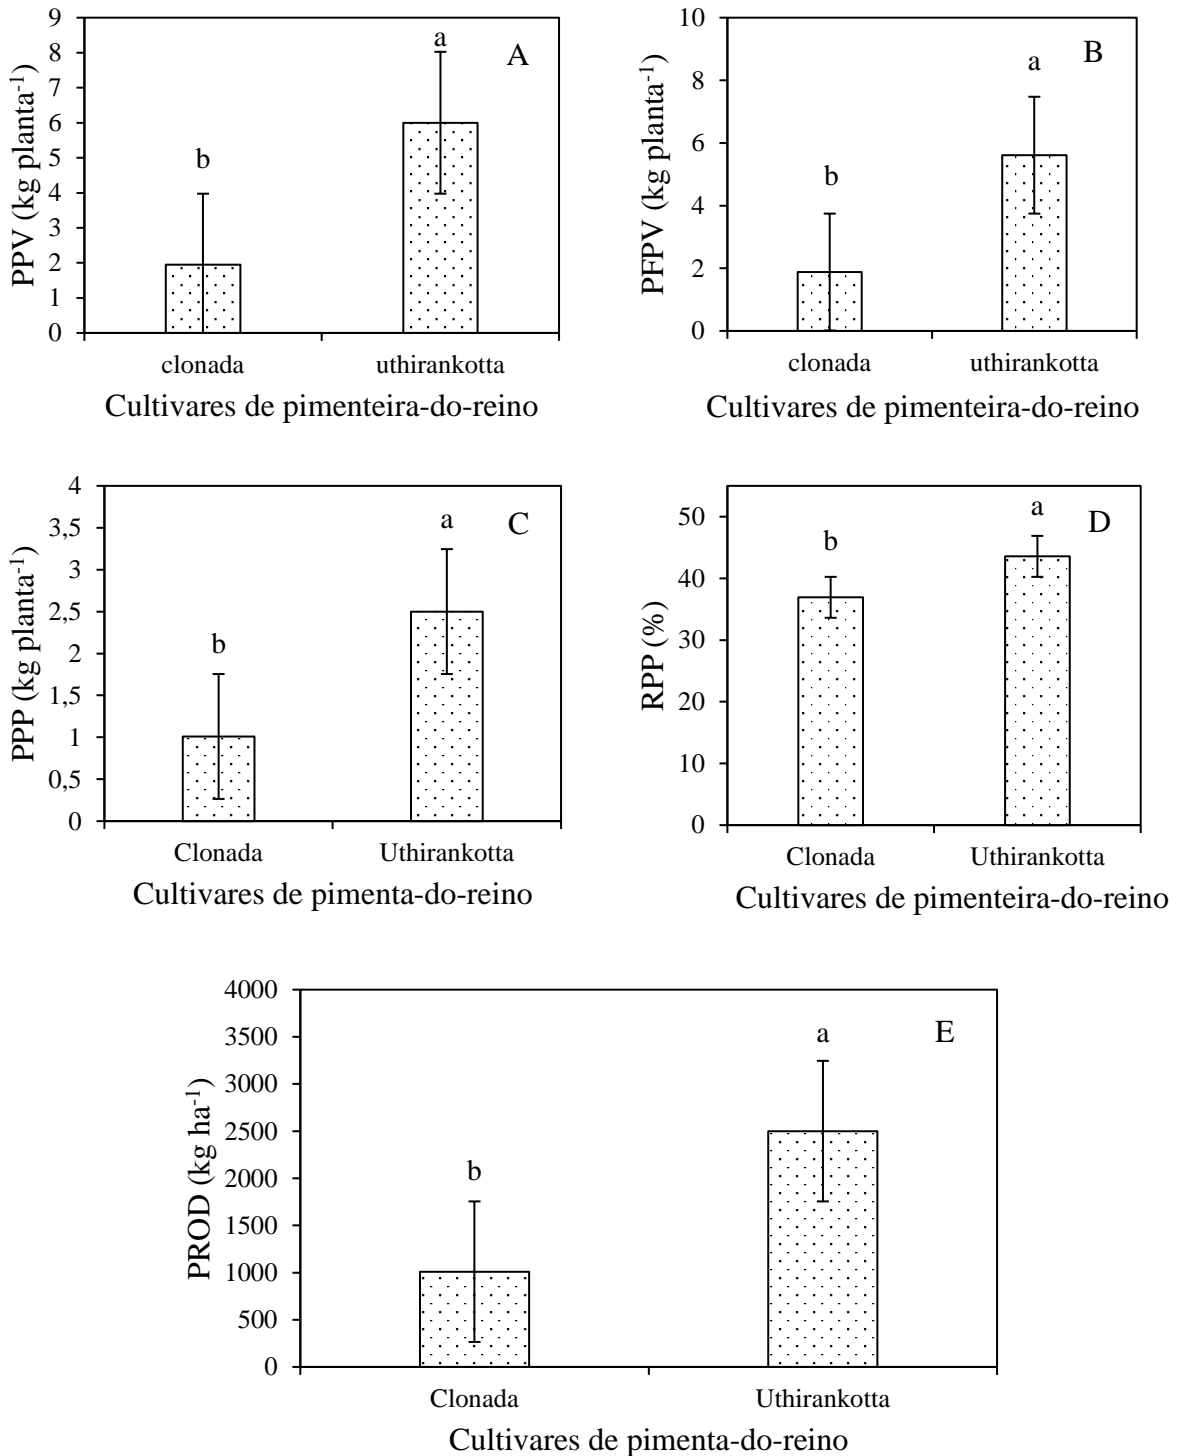 A
PPV (kg planta⁻¹)
9
8
7
6
5
4
3
2
1
0
b
a
clonada uthirankotta
Cultivares de pimenteira-do-reino
B
PFPV (kg planta⁻¹)
10
8
6
4
2
0
b
a
clonada uthirankotta
Cultivares de pimenteira-do-reino
C
PPP (kg planta⁻¹)
4
3,5
3
2,5
2
1,5
1
0,5
0
b
a
Clonada Uthirankotta
Cultivares de pimenta-do-reino
D
RPP (%)
50
40
30
20
10
0
b
a
Clonada Uthirankotta
Cultivares de pimenteira-do-reino
E
PROD (kg ha⁻¹)
4000
3500
3000
2500
2000
1500
1000
500
0
b
a
Clonada Uthirankotta
Cultivares de pimenta-do-reino